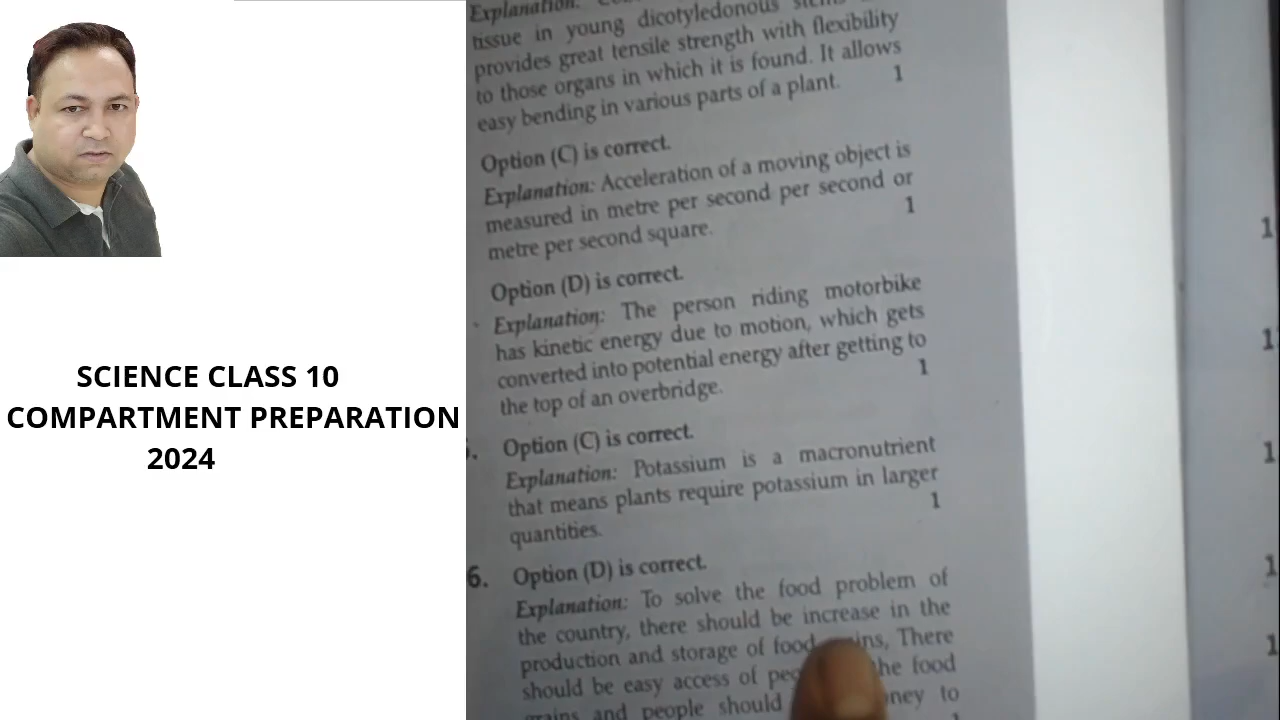 SCIENCE CLASS 10
COMPARTMENT PREPARATION
2024
Explanation:
tissue in young dicotyledonous stems
provides great tensile strength with flexibility
to those organs in which it is found. It allows
easy bending in various parts of a plant. 1
Option (C) is correct.
Explanation: Acceleration of a moving object is
measured in metre per second per second or
metre per second square. 1
Option (D) is correct.
Explanation: The person riding motorbike
has kinetic energy due to motion, which gets
converted into potential energy after getting to
the top of an overbridge. 1
Option (C) is correct.
Explanation: Potassium is a macronutrient
that means plants require potassium in larger
quantities. 1
6. Option (D) is correct.
Explanation: To solve the food problem of
the country, there should be increase in the
production and storage of food There
should be easy access of the food
grains and people should to
1
1
1
1
1